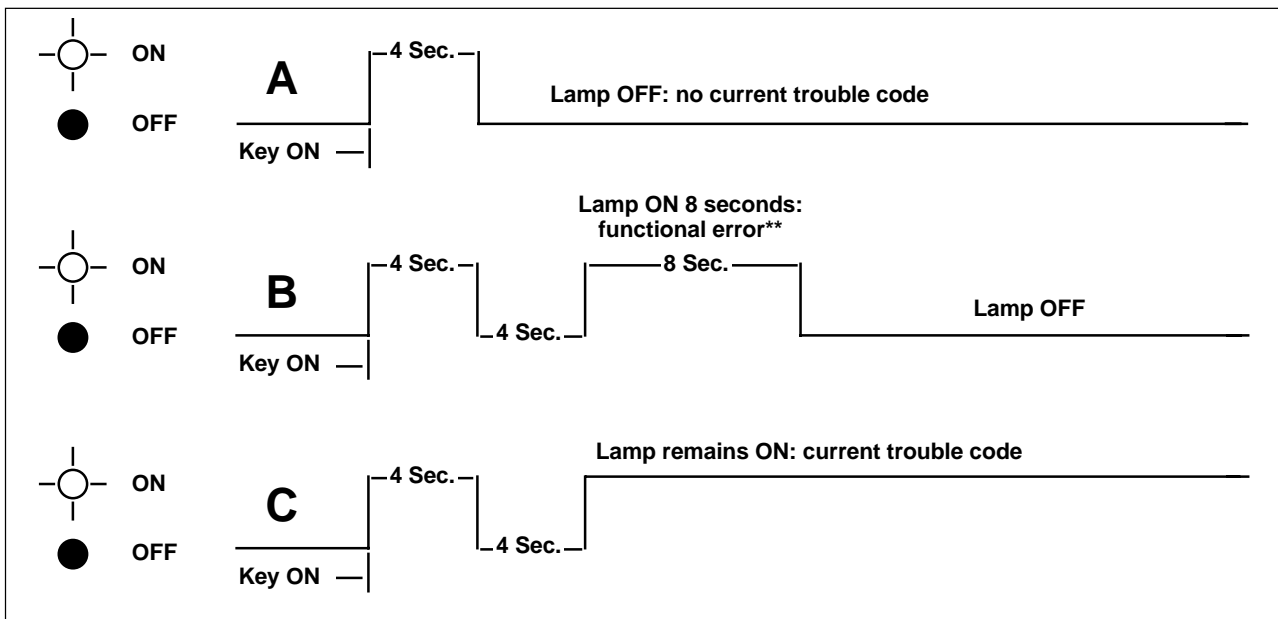 ON
A
4 Sec.
Lamp OFF: no current trouble code
OFF
Key ON
Lamp ON 8 seconds:
functional error**
ON
B
4 Sec.
8 Sec.
Lamp OFF
OFF
4 Sec.
Key ON
Lamp remains ON: current trouble code
ON
C
4 Sec.
OFF
4 Sec.
Key ON